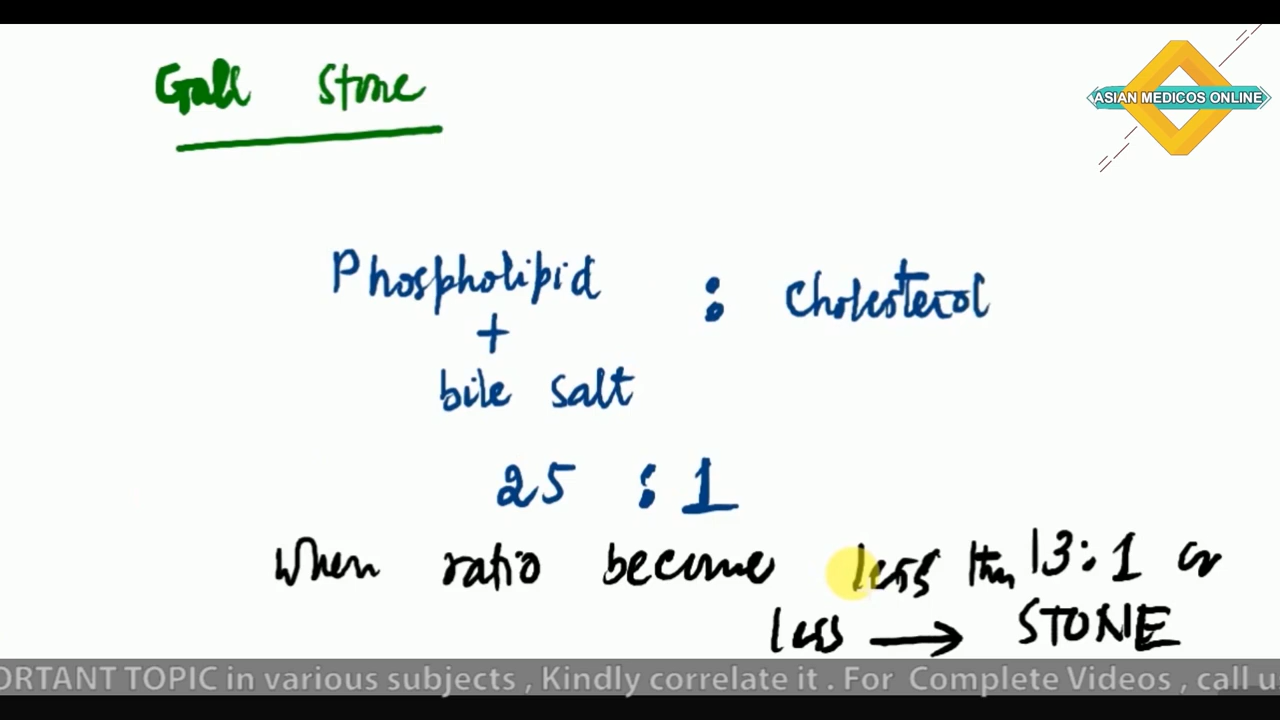 Gall Stone
ASIAN MEDICOS ONLINE
Phospholipid : Cholesterol
+
bile salt
25 : 1
When ratio become less than 13:1 or
less → STONE
ORTANT TOPIC in various subjects , Kindly correlate it . For Complete Videos , call u